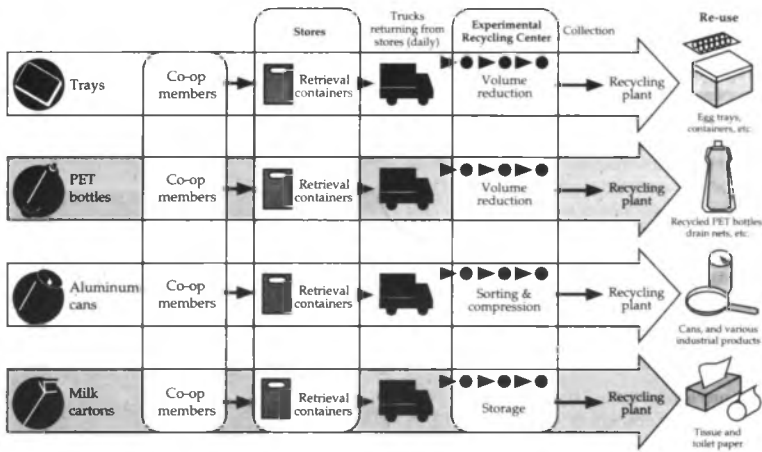 Stores
Trucks
returning from
stores (daily)
Experimental
Recycling Center
Collection
Re-use
Trays
Co-op
members
Retrieval
containers
Volume
reduction
Recycling
plant
Egg trays,
containers, etc.
PET
bottles
Co-op
members
Retrieval
containers
Volume
reduction
Recycling
plant
Recycled PET bottles
drain nets, etc.
Aluminum
cans
Co-op
members
Retrieval
containers
Sorting &
compression
Recycling
plant
Cans, and various
industrial products
Milk
cartons
Co-op
members
Retrieval
containers
Storage
Recycling
plant
Tissue and
toilet paper